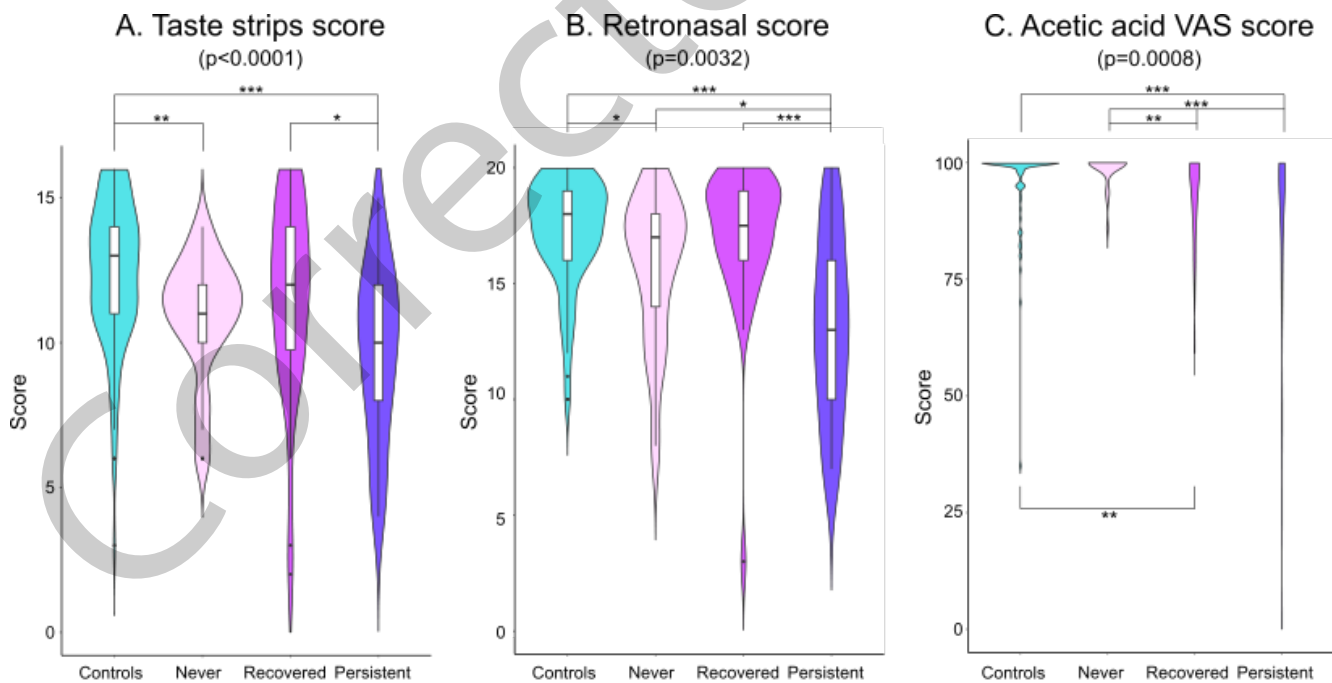 A. Taste strips score
(p<0.0001)
***
**
*
Score
15
10
5
0
Controls Never Recovered Persistent
B. Retronasal score
(p=0.0032)
***
*
*
***
Score
20
15
10
5
0
Controls Never Recovered Persistent
C. Acetic acid VAS score
(p=0.0008)
***
***
**
Score
100
75
50
25
0
**
Controls Never Recovered Persistent
Correcte